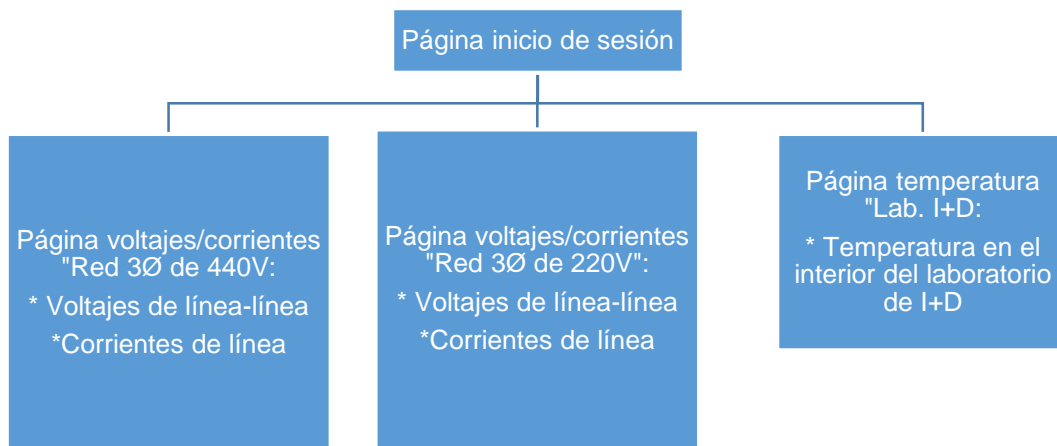 Página inicio de sesión
Página voltajes/corrientes
"Red 3Ø de 440V:
* Voltajes de línea-línea
*Corrientes de línea
Página voltajes/corrientes
"Red 3Ø de 220V":
* Voltajes de línea-línea
*Corrientes de línea
Página temperatura
"Lab. I+D:
* Temperatura en el
interior del laboratorio
de I+D